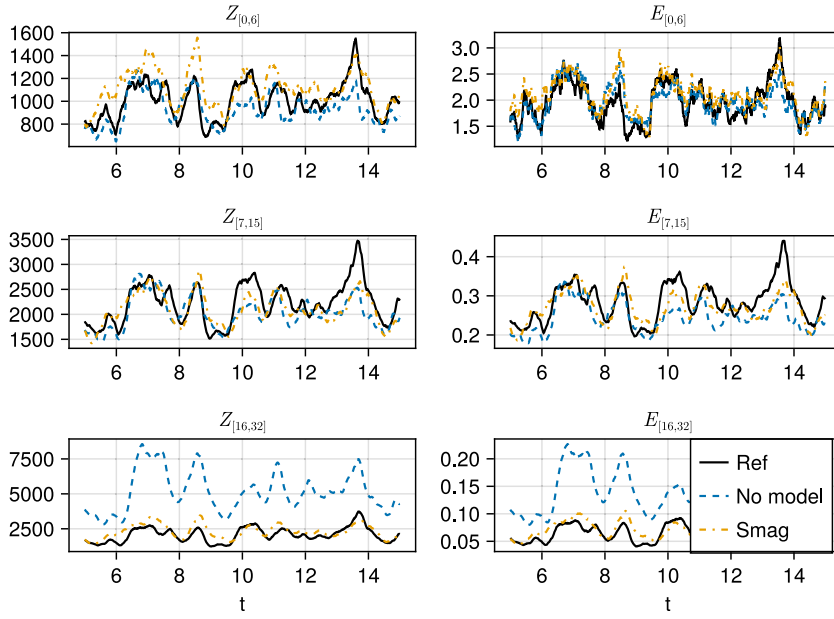 Z[0,6]
E[0,6]
1600
1400
1200
1000
800
3.0
2.5
2.0
1.5
6 8 10 12 14
6 8 10 12 14
Z[7,15]
E[7,15]
3500
3000
2500
2000
1500
0.4
0.3
0.2
6 8 10 12 14
6 8 10 12 14
Z[16,32]
E[16,32]
7500
5000
2500
0.20
0.15
0.10
0.05
Ref
No model
Smag
6 8 10 12 14
6 8 10 12 14
t
t